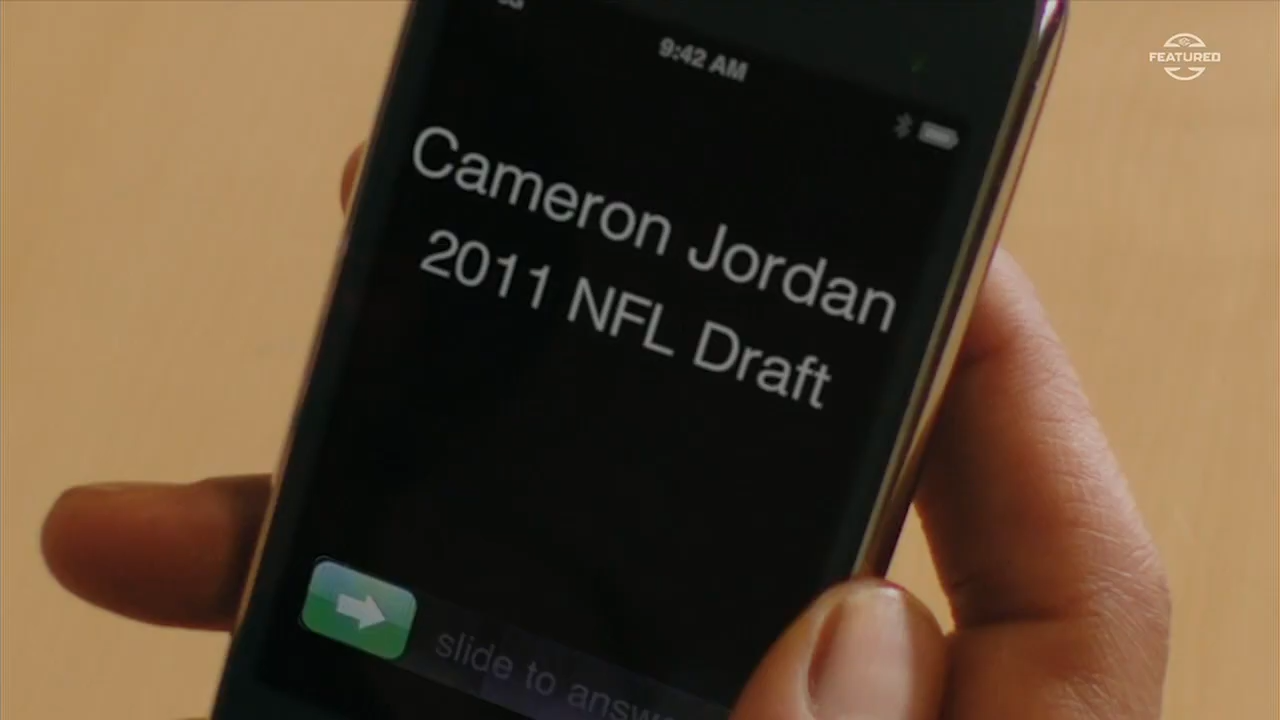 FEATURED
9:42 AM
Cameron Jordan
2011 NFL Draft
slide to